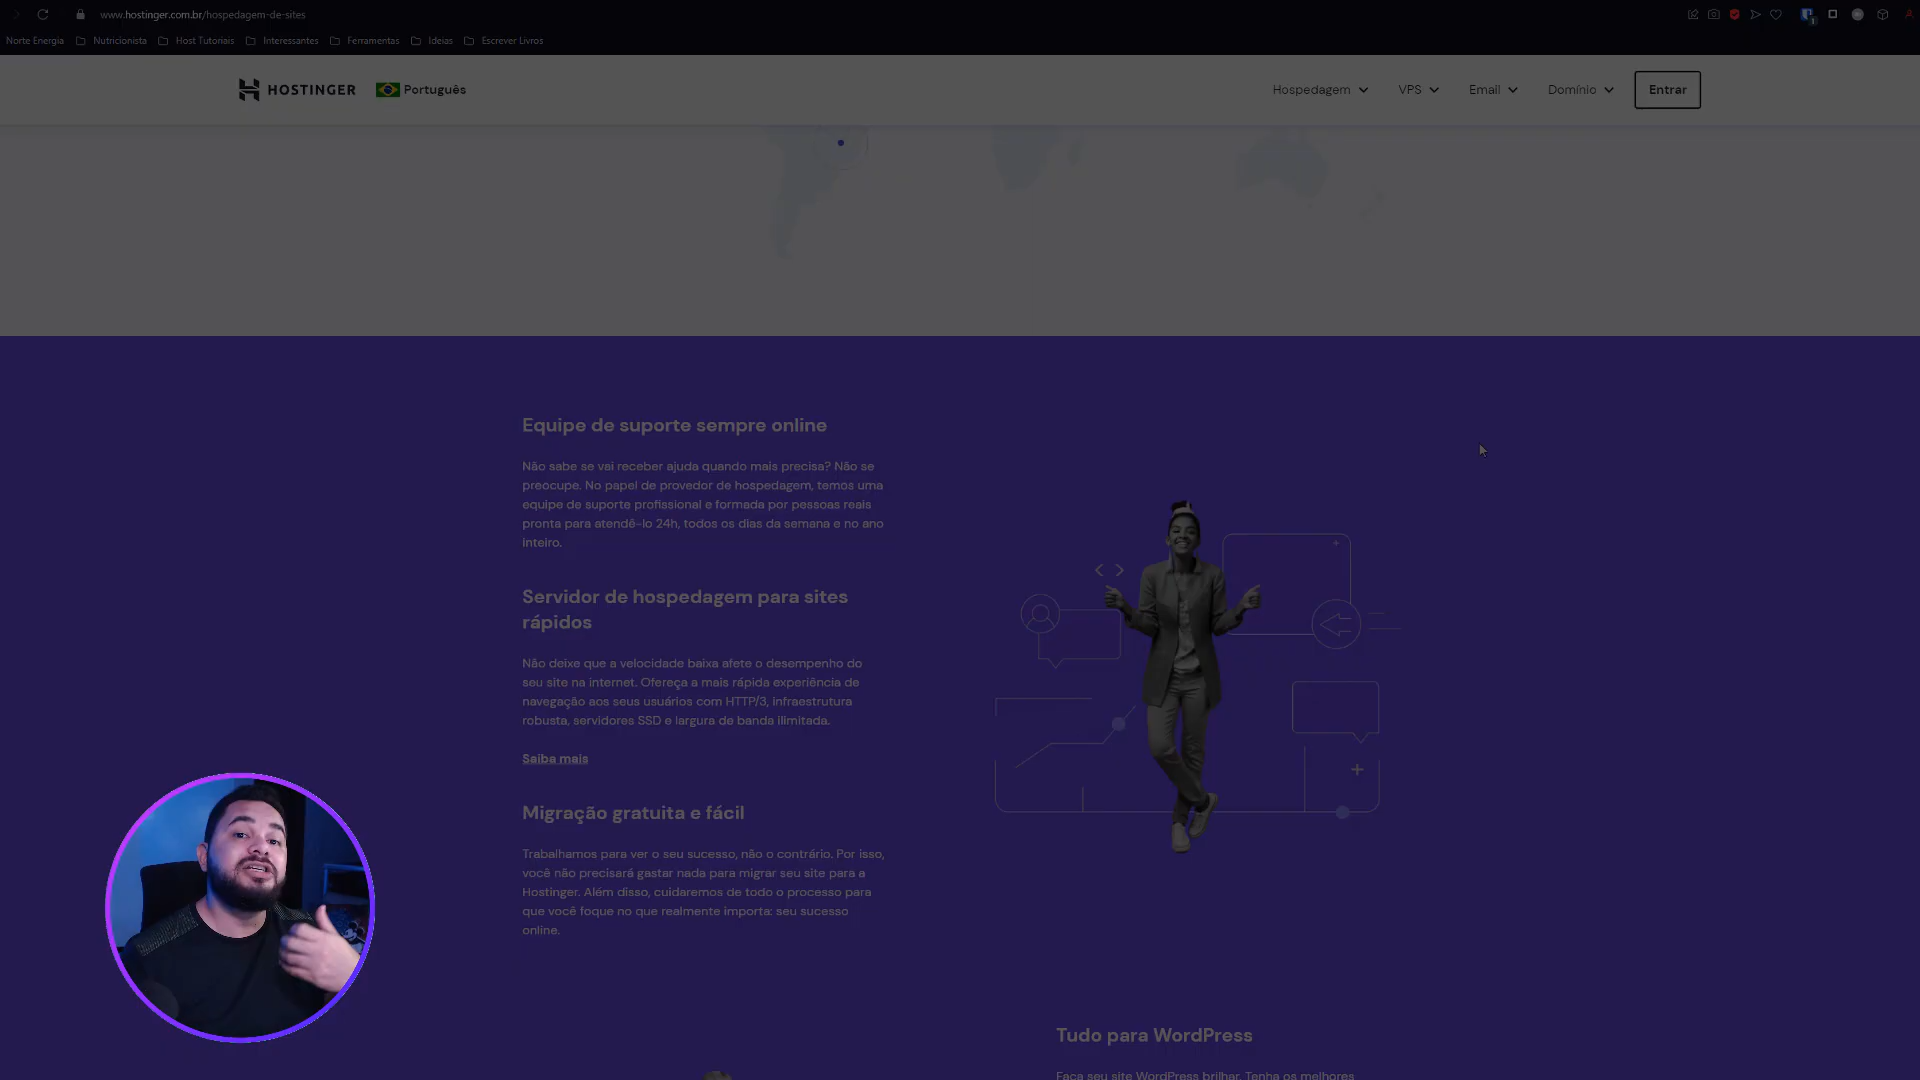 www.hostinger.com.br/hospedagem-de-sites
Norte Energia Nutricionista Host Tutoriais Interessantes Ferramentas Ideias Escrever Livros
HOSTINGER Português Hospedagem VPS Email Domínio Entrar
Equipe de suporte sempre online
Não sabe se vai receber ajuda quando mais precisa? Não se
preocupe. No papel de provedor de hospedagem, temos uma
equipe de suporte profissional e formada por pessoas reais
pronta para atendê-lo 24h, todos os dias da semana e no ano
inteiro.
Servidor de hospedagem para sites
rápidos
Não deixe que a velocidade baixa afete o desempenho do
seu site na internet. Ofereça a mais rápida experiência de
navegação aos seus usuários com HTTP/3, infraestrutura
robusta, servidores SSD e largura de banda ilimitada.
Saiba mais
Migração gratuita e fácil
Trabalhamos para ver o seu sucesso, não o contrário. Por isso,
você não precisará gastar nada para migrar seu site para a
Hostinger. Além disso, cuidaremos de todo o processo para
que você foque no que realmente importa: seu sucesso
online.
Tudo para WordPress
Faça seu site WordPress brilhar. Tenha os melhores